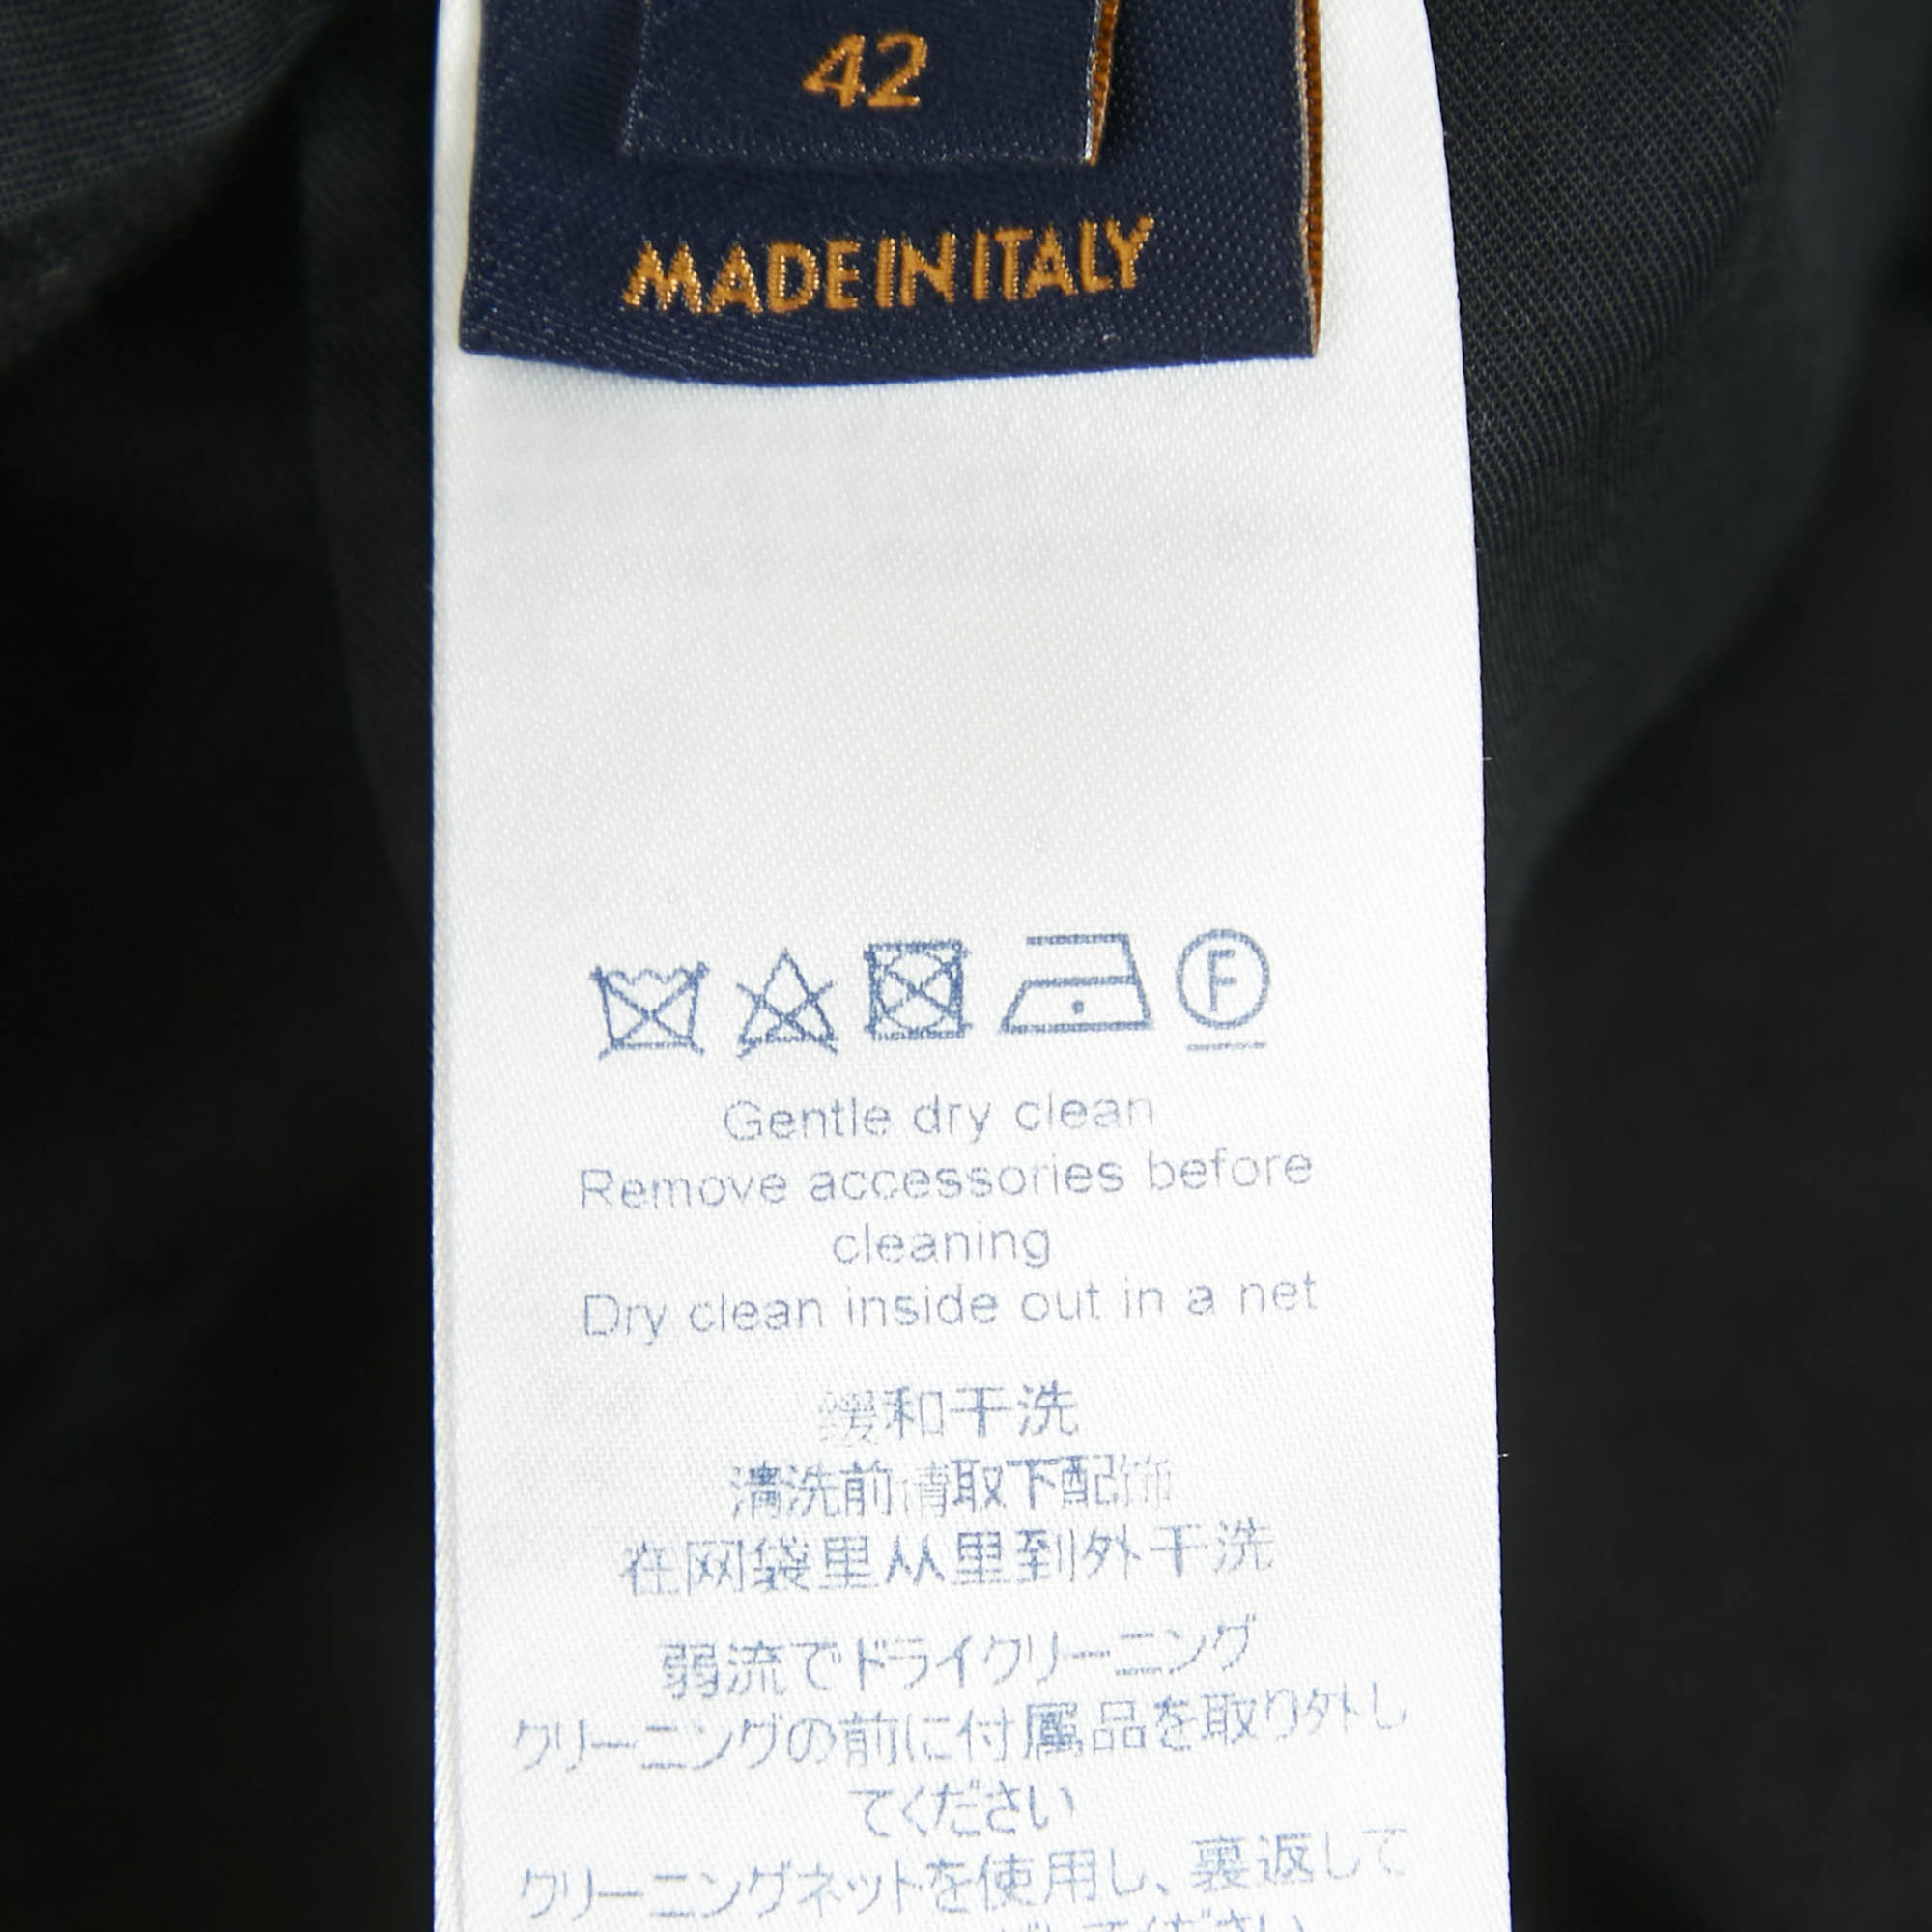 42
MADE IN ITALY
F
Gentle dry clean
Remove accessories before
cleaning
Dry clean inside out in a net
缓和干洗
清洗前请取下配饰
在网袋里从里到外干洗
弱流でドライクリーニング
クリーニングの前に付属品を取り外し
てください
クリーニングネットを使用し、裏返して